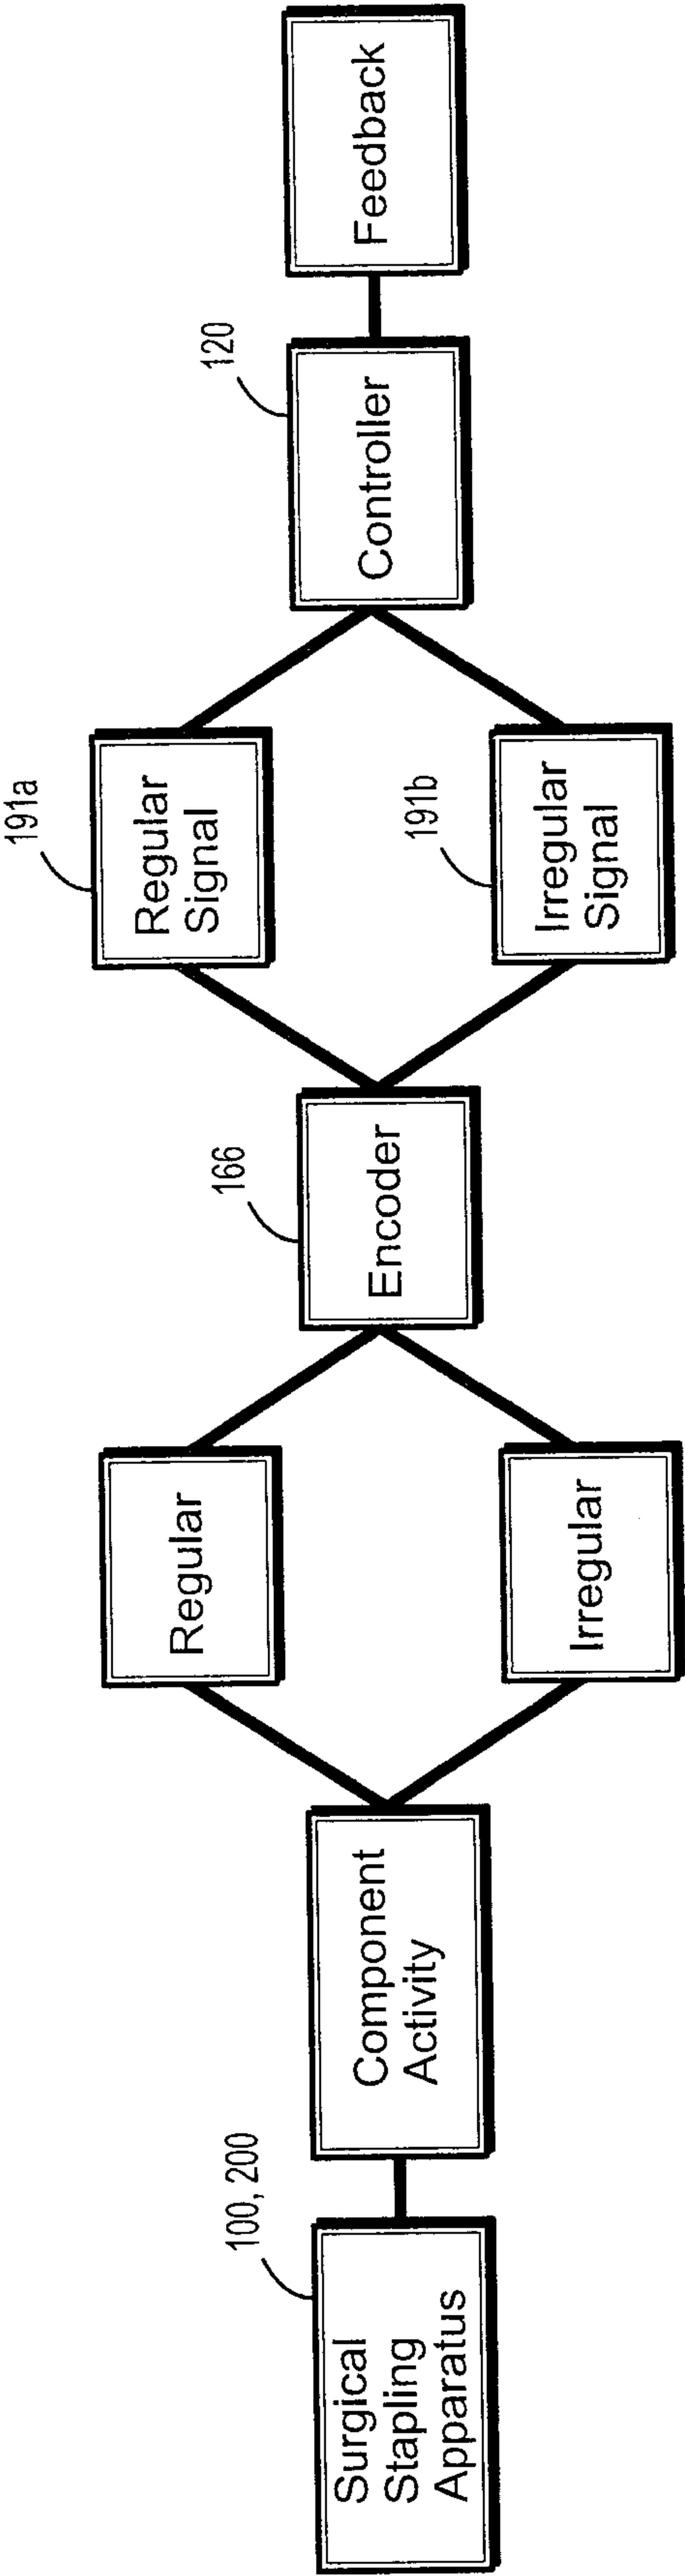 100, 200
Surgical
Stapling
Apparatus
Component
Activity
Regular
Irregular
166
Encoder
191a
Regular
Signal
191b
Irregular
Signal
120
Controller
Feedback